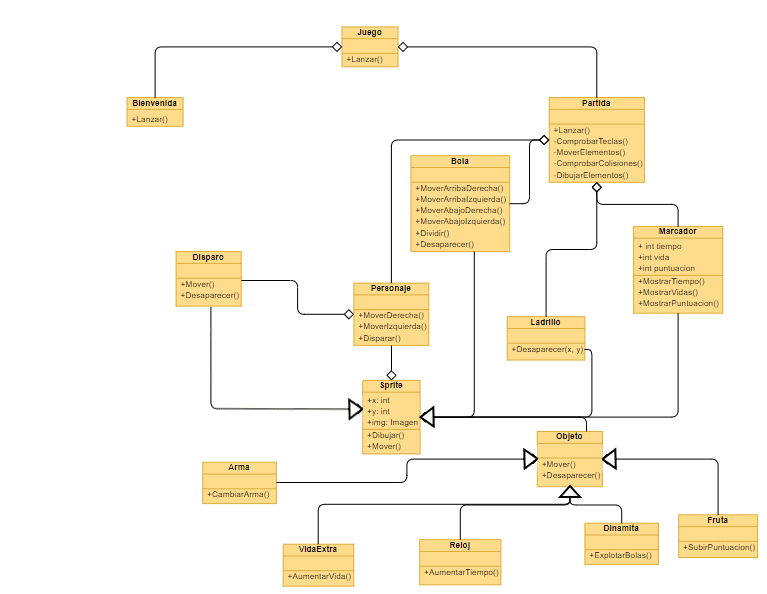 Juego
+Lanzar()
Bienvenida
+Lanzar()
Partida
+Lanzar()
-ComprobarTeclas()
-MoverElementos()
-ComprobarColisiones()
-DibujarElementos()
Bola
+MoverArribaDerecha()
+MoverArribaIzquierda()
+MoverAbajoDerecha()
+MoverAbajoIzquierda()
+Dividir()
+Desaparecer()
Marcador
+ int tiempo
+int vida
+int puntuacion
+MostrarTiempo()
+MostrarVidas()
+MostrarPuntuacion()
Disparo
+Mover()
+Desaparecer()
Personaje
+MoverDerecha()
+MoverIzquierda()
+Disparar()
Ladrillo
+Desaparecer(x, y)
Sprite
+x: int
+y: int
+img: Imagen
+Dibujar()
+Mover()
Objeto
+Mover()
+Desaparecer()
Arma
+CambiarArma()
VidaExtra
+AumentarVida()
Reloj
+AumentarTiempo()
Dinamita
+ExplotarBolas()
Fruta
+SubirPuntuacion()